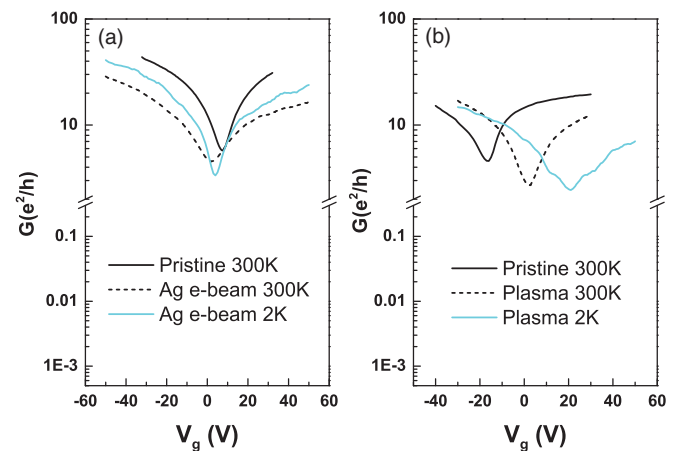 (a)
G(e²/h)
100
10
0.1
0.01
1E-3
Pristine 300K
Ag e-beam 300K
Ag e-beam 2K
-60 -40 -20 0 20 40 60
Vg (V)
(b)
G(e²/h)
100
10
0.1
0.01
1E-3
Pristine 300K
Plasma 300K
Plasma 2K
-40 -20 0 20 40 60
Vg (V)